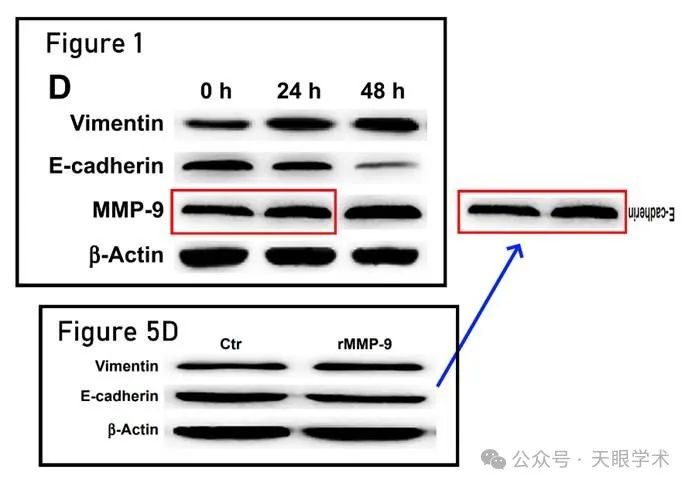 Figure 1
D
0 h 24 h 48 h
Vimentin
E-cadherin
MMP-9
E-cadherin
β-Actin
Figure 5D
Ctr rMMP-9
Vimentin
E-cadherin
β-Actin
公众号 · 天眼学术